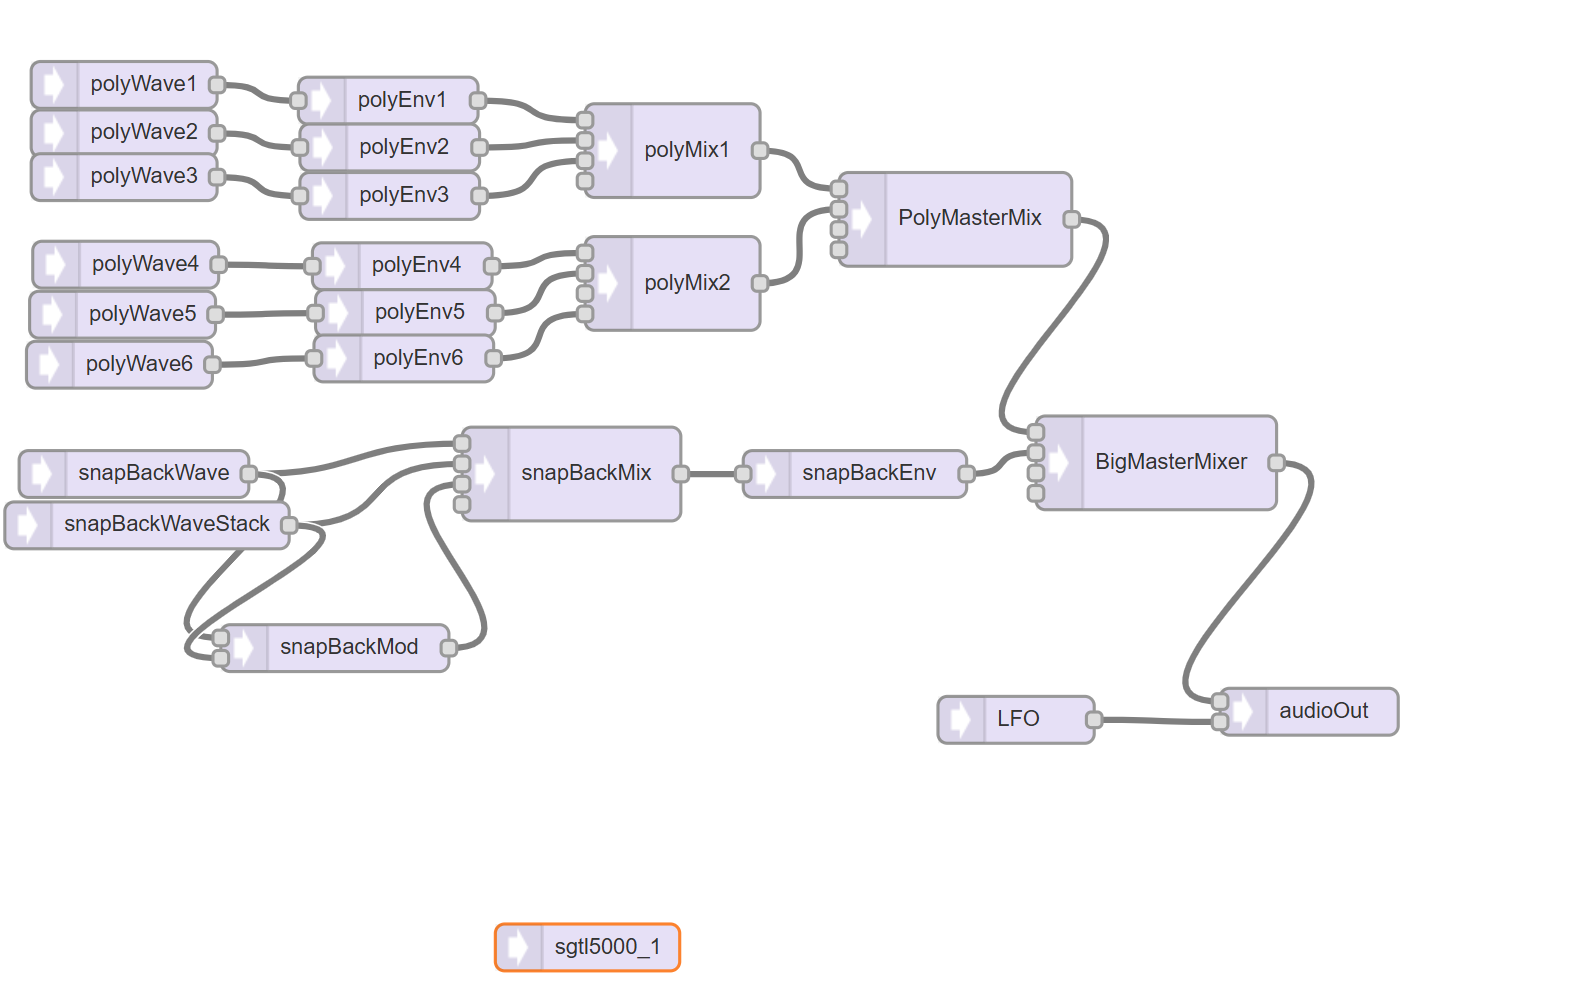 polyWave1
polyWave2
polyWave3
polyEnv1
polyEnv2
polyEnv3
polyMix1
polyWave4
polyWave5
polyWave6
polyEnv4
polyEnv5
polyEnv6
polyMix2
PolyMasterMix
snapBackWave
snapBackWaveStack
snapBackMod
snapBackMix
snapBackEnv
BigMasterMixer
LFO
audioOut
sgtl5000_1